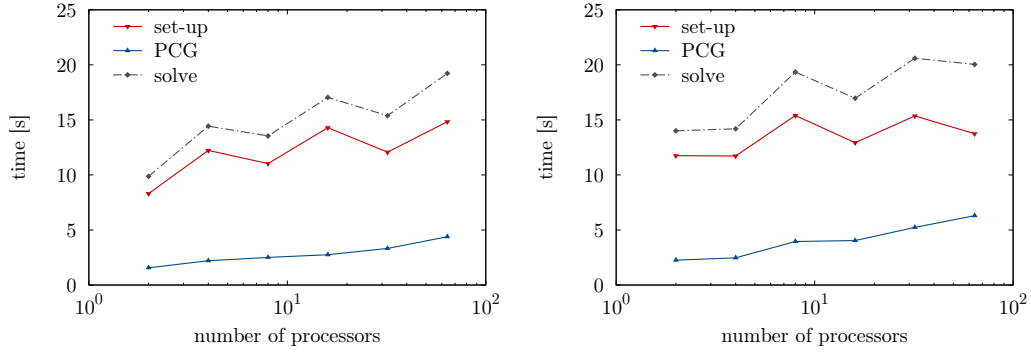 25
20
15
10
5
0
10^0
10^1
10^2
time [s]
number of processors
set-up
PCG
solve
25
20
15
10
5
0
10^0
10^1
10^2
time [s]
number of processors
set-up
PCG
solve